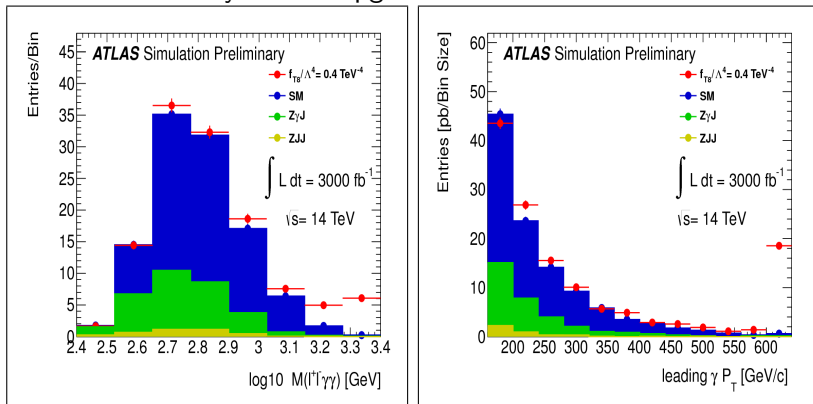 ATLAS Simulation Preliminary
Entries/Bin
45
40
35
30
25
20
15
10
5
0
f_T8/Λ⁴= 0.4 TeV⁻⁴
SM
ZγJ
ZJJ
∫ L dt = 3000 fb⁻¹
√s= 14 TeV
2.4 2.5 2.6 2.7 2.8 2.9 3 3.1 3.2 3.3 3.4
log10 M(l⁺l⁻γγ) [GeV]
ATLAS Simulation Preliminary
Entries [pb/Bin Size]
60
50
40
30
20
10
0
f_T8/Λ⁴= 0.4 TeV⁻⁴
SM
ZγJ
ZJJ
∫ L dt = 3000 fb⁻¹
√s= 14 TeV
200 250 300 350 400 450 500 550 600
leading γ P_T [GeV/c]